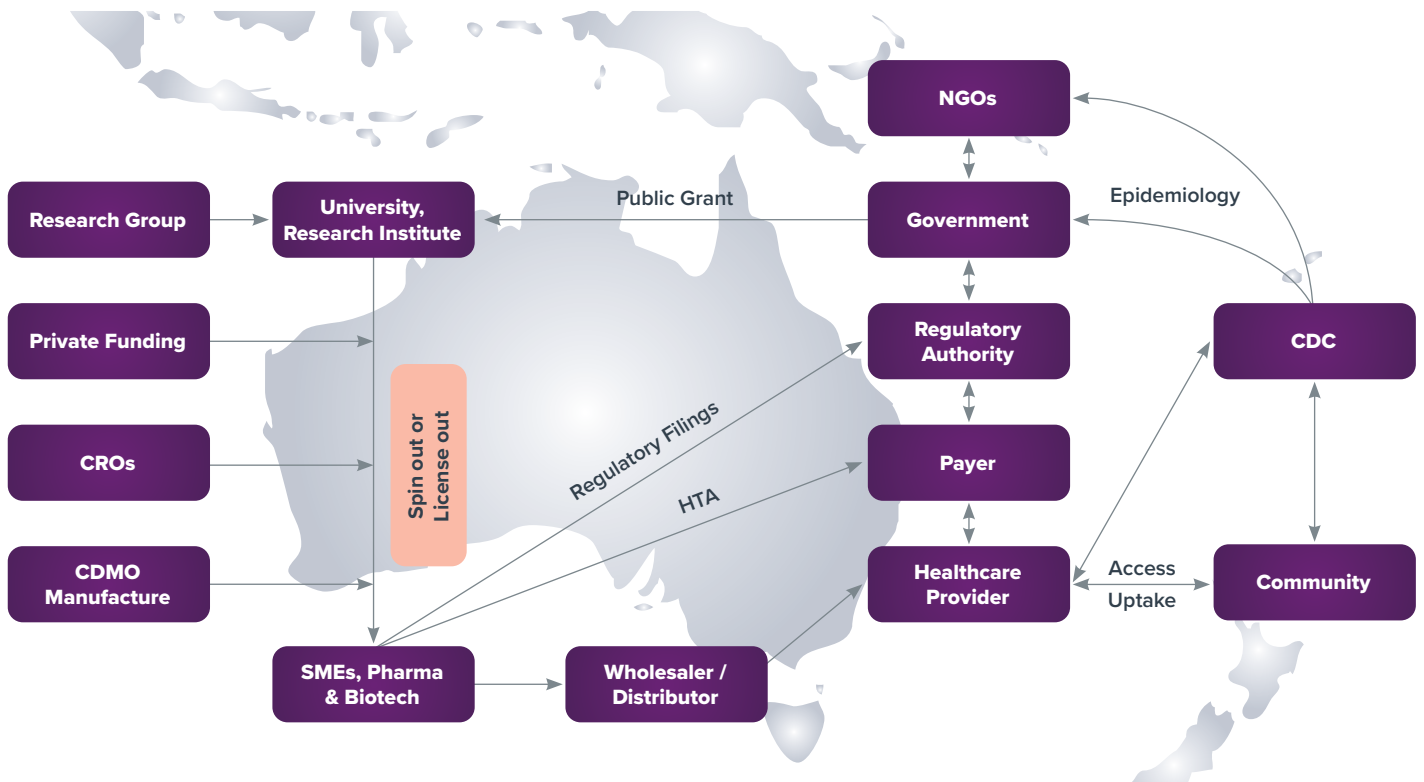 NGOs
Research Group
University,
Research Institute
Public Grant
Government
Epidemiology
Private Funding
Regulatory
Authority
CDC
Spin out or
License out
Regulatory Filings
CROs
HTA
Payer
CDMO
Manufacture
Healthcare
Provider
Access
Uptake
Community
SMEs, Pharma
& Biotech
Wholesaler /
Distributor